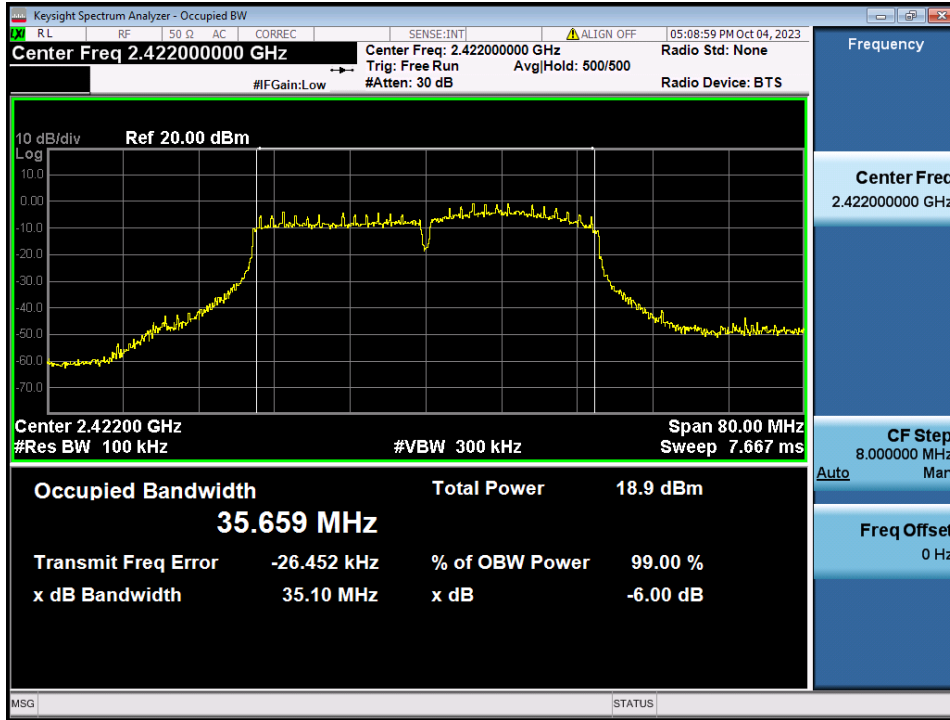 Keysight Spectrum Analyzer - Occupied BW
LXI RL RF 50 Ω AC CORREC SENSE:INT ALIGN OFF 05:08:59 PM Oct 04, 2023
Center Freq 2.422000000 GHz
Center Freq: 2.422000000 GHz
Radio Std: None
Trig: Free Run Avg|Hold: 500/500
#IFGain:Low #Atten: 30 dB
Radio Device: BTS
Frequency
10 dB/div Ref 20.00 dBm
Log
10.0
0.00
-10.0
-20.0
-30.0
-40.0
-50.0
-60.0
-70.0
Center 2.42200 GHz Span 80.00 MHz
#Res BW 100 kHz #VBW 300 kHz Sweep 7.667 ms
Center Freq
2.422000000 GHz
CF Step
8.000000 MHz
Auto Man
Freq Offset
0 Hz
Occupied Bandwidth Total Power 18.9 dBm
35.659 MHz
Transmit Freq Error -26.452 kHz % of OBW Power 99.00 %
x dB Bandwidth 35.10 MHz x dB -6.00 dB
MSG STATUS